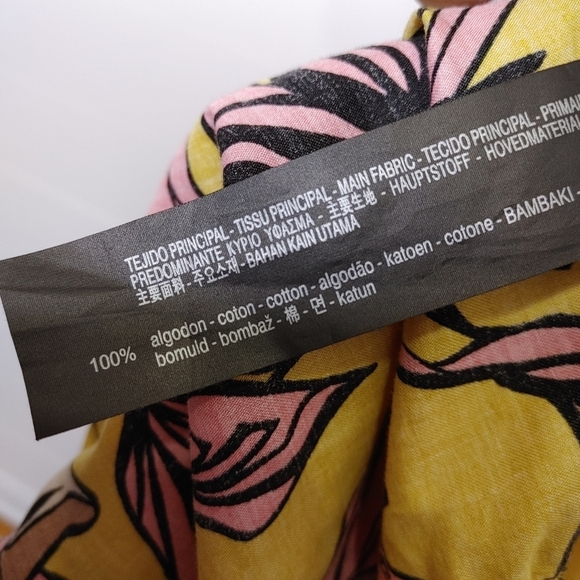 TEJIDO PRINCIPAL - TISSU PRINCIPAL - MAIN FABRIC - TECIDO PRINCIPAL - PRIMAIR
PREDOMINANTE ΚΥΡΙΟ ΥΦΑΣΜΑ - 主要生地 - HAUPTSTOFF - HOVEDMATERIAL
主要面料 - 주요소재 - BAHAN KAIN UTAMA
100% algodon - coton - cotton - algodão - katoen - cotone - BAMBAKI -
bomuld - bombaž - 棉 - 면 - katun